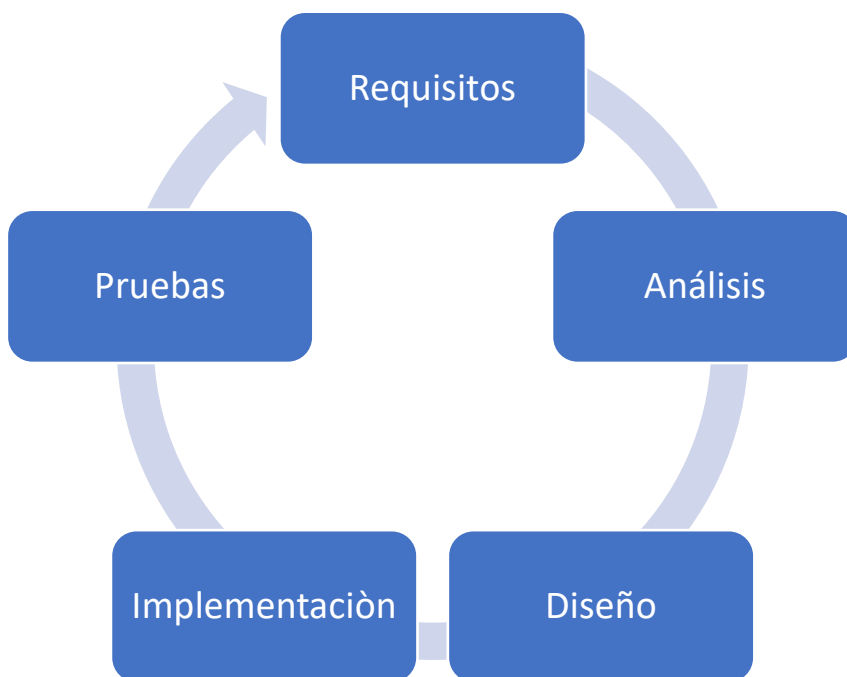 Requisitos
Análisis
Diseño
Implementaciòn
Pruebas